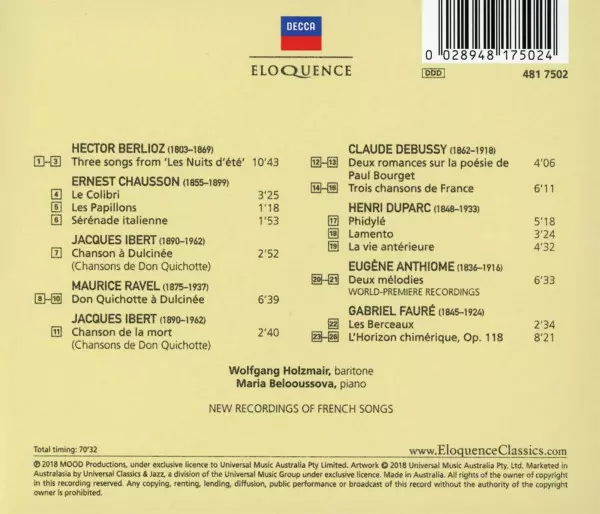 DECCA
ELOQUENCE
0 028948 175024
DDD
481 7502
HECTOR BERLIOZ (1803–1869)
1–3 Three songs from ‘Les Nuits d’été’ 10’43
ERNEST CHAUSSON (1855–1899)
4 Le Colibri 3’25
5 Les Papillons 1’18
6 Sérénade italienne 1’53
JACQUES IBERT (1890–1962)
7 Chanson à Dulcinée 2’52
(Chansons de Don Quichotte)
MAURICE RAVEL (1875-1937)
8–10 Don Quichotte à Dulcinée 6’39
JACQUES IBERT (1890–1962)
11 Chanson de la mort 2’40
(Chansons de Don Quichotte)
CLAUDE DEBUSSY (1862–1918)
12–13 Deux romances sur la poésie de 4’06
Paul Bourget
14–16 Trois chansons de France 6’11
HENRI DUPARC (1848–1933)
17 Phidylé 5’18
18 Lamento 3’24
19 La vie antérieure 4’32
EUGÈNE ANTHIOME (1836–1916)
20–21 Deux mélodies 6’33
WORLD-PREMIERE RECORDINGS
GABRIEL FAURÉ (1845–1924)
22 Les Berceaux 2’34
23–26 L’Horizon chimérique, Op. 118 8’21
Wolfgang Holzmair, baritone
Maria Belooussova, piano
NEW RECORDINGS OF FRENCH SONGS
Total timing: 70’32
www.EloquenceClassics.com
℗ 2018 MOOD Productions, under exclusive licence to Universal Music Australia Pty Limited. Artwork © 2018 Universal Music Australia Pty. Ltd. Marketed in
Australasia by Universal Classics & Jazz, a division of the Universal Music Group under exclusive licence. Made in Australia. All rights of the owner of copyright
in this recording reserved. Any copying, renting, lending, diffusion, public performance or broadcast of this record without the authority of the copyright
owner is prohibited.